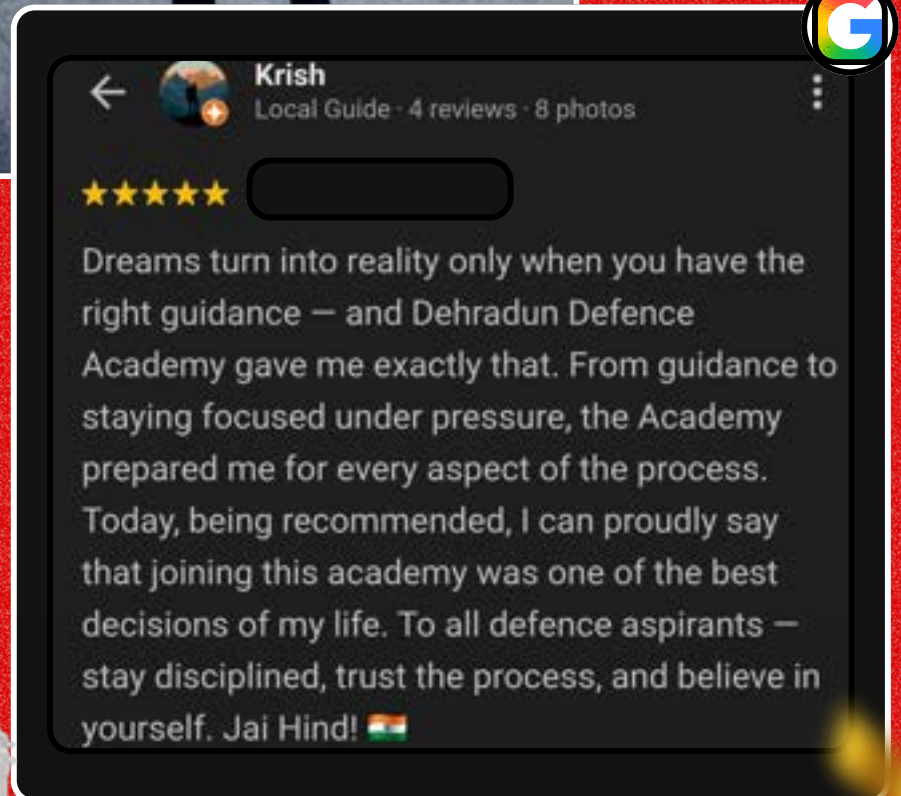 Krish
Local Guide · 4 reviews · 8 photos
Dreams turn into reality only when you have the
right guidance — and Dehradun Defence
Academy gave me exactly that. From guidance to
staying focused under pressure, the Academy
prepared me for every aspect of the process.
Today, being recommended, I can proudly say
that joining this academy was one of the best
decisions of my life. To all defence aspirants —
stay disciplined, trust the process, and believe in
yourself. Jai Hind! 🇮🇳